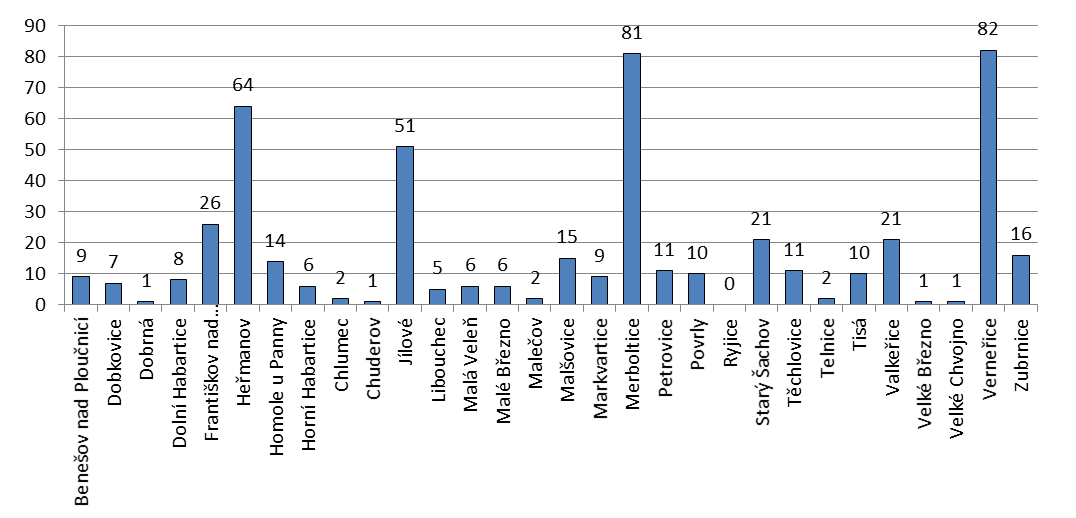 90
80
70
60
50
40
30
20
10
0
9
7
1
8
26
64
14
6
2
1
51
5
6
6
2
15
9
81
11
10
0
21
11
2
10
21
1
1
82
16
Benešov nad Ploučnicí
Dobkovice
Dobrná
Dolní Habartice
Františkov nad...
Heřmanov
Homole u Panny
Horní Habartice
Chlumec
Chuderov
Jílové
Libouchec
Malá Veleň
Malé Březno
Malečov
Malšovice
Markvartice
Merboltice
Petrovice
Povrly
Ryjice
Starý Šachov
Těchlovice
Telnice
Tisá
Valkeřice
Velké Březno
Velké Chvojno
Verneřice
Zubrnice